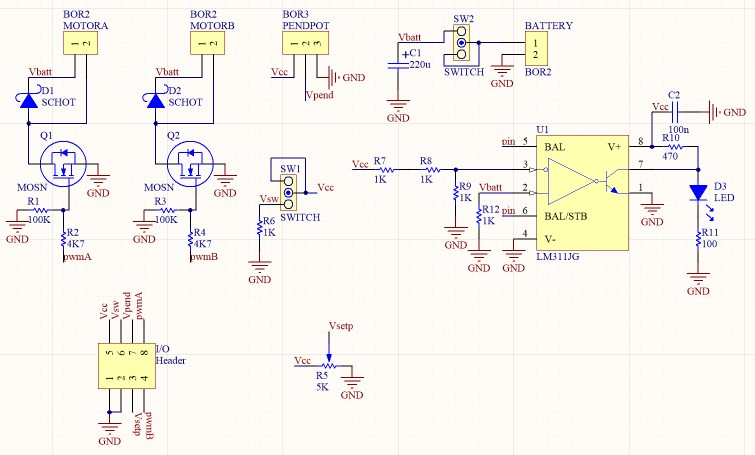 BOR2
MOTORA
1 2
Vbatt
D1
SCHOT
Q1
MOSN
R1
100K
GND
GND
R2
4K7
pwmA
BOR2
MOTORB
1 2
Vbatt
D2
SCHOT
Q2
MOSN
R3
100K
GND
GND
R4
4K7
pwmB
BOR3
PENDPOT
1 2 3
Vcc
GND
Vpend
SW1
Vcc
Vsw
SWITCH
R6
1K
GND
Vbatt
C1
220n
GND
SW2
SWITCH
BATTERY
1
2
BOR2
GND
Vcc
R7
1K
R8
1K
R9
1K
GND
Vbatt
R12
1K
GND
pin
pin
GND
U1
5
BAL
V+
8
3
7
2
1
6
BAL/STB
4
V-
LM311JG
GND
Vcc
C2
100n
GND
R10
470
D3
LED
R11
100
GND
Vcc
Vsw
Vpend
pwmA
5 6 7 8
1 2 3 4
I/O
Header
GND
Vsetp
pwmB
Vsetp
Vcc
R5
5K
GND